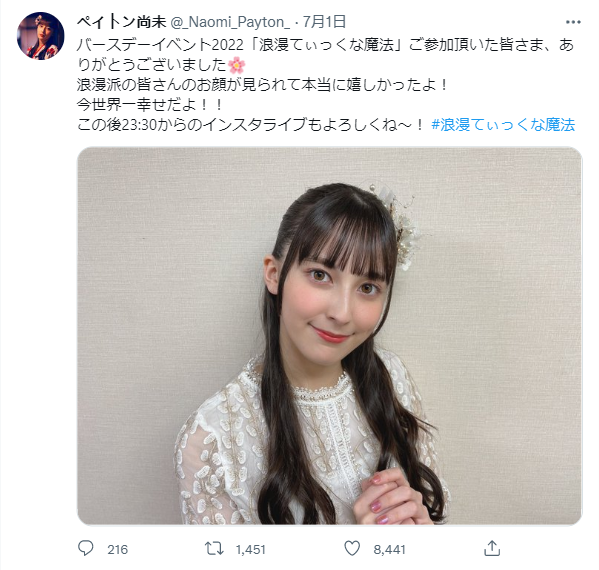 ペイトン尚未 @_Naomi_Payton_ · 7月1日
バースデーイベント2022「浪漫てぃっくな魔法」ご参加頂いた皆さま、あ
りがとうございました🌸
浪漫派の皆さんのお顔が見られて本当に嬉しかったよ！
今世界一幸せだよ！！
この後23:30からのインスタライブもよろしくね〜！ #浪漫てぃっくな魔法
216 1,451 8,441